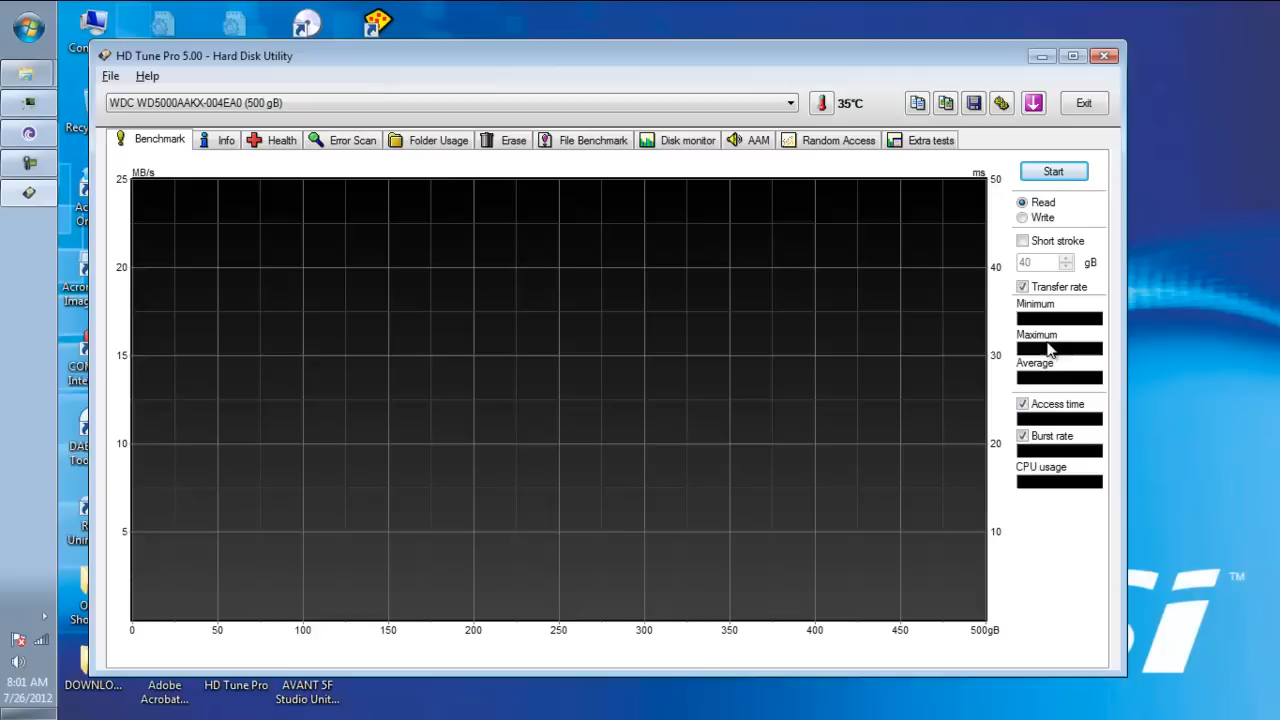 HD Tune Pro 5.00 - Hard Disk Utility
File Help
WDC WD5000AAKX-004EA0 (500 gB)
35°C
Exit
Benchmark Info Health Error Scan Folder Usage Erase File Benchmark Disk monitor AAM Random Access Extra tests
MB/s
ms
25
20
15
10
5
50
40
30
20
10
0 50 100 150 200 250 300 350 400 450 500gB
Start
Read
Write
Short stroke
40 gB
Transfer rate
Minimum
Maximum
Average
Access time
Burst rate
CPU usage
DOWNLO...
Adobe
Acrobat...
HD Tune Pro
AVANT 5F
Studio Unit...
8:01 AM
7/26/2012
TM